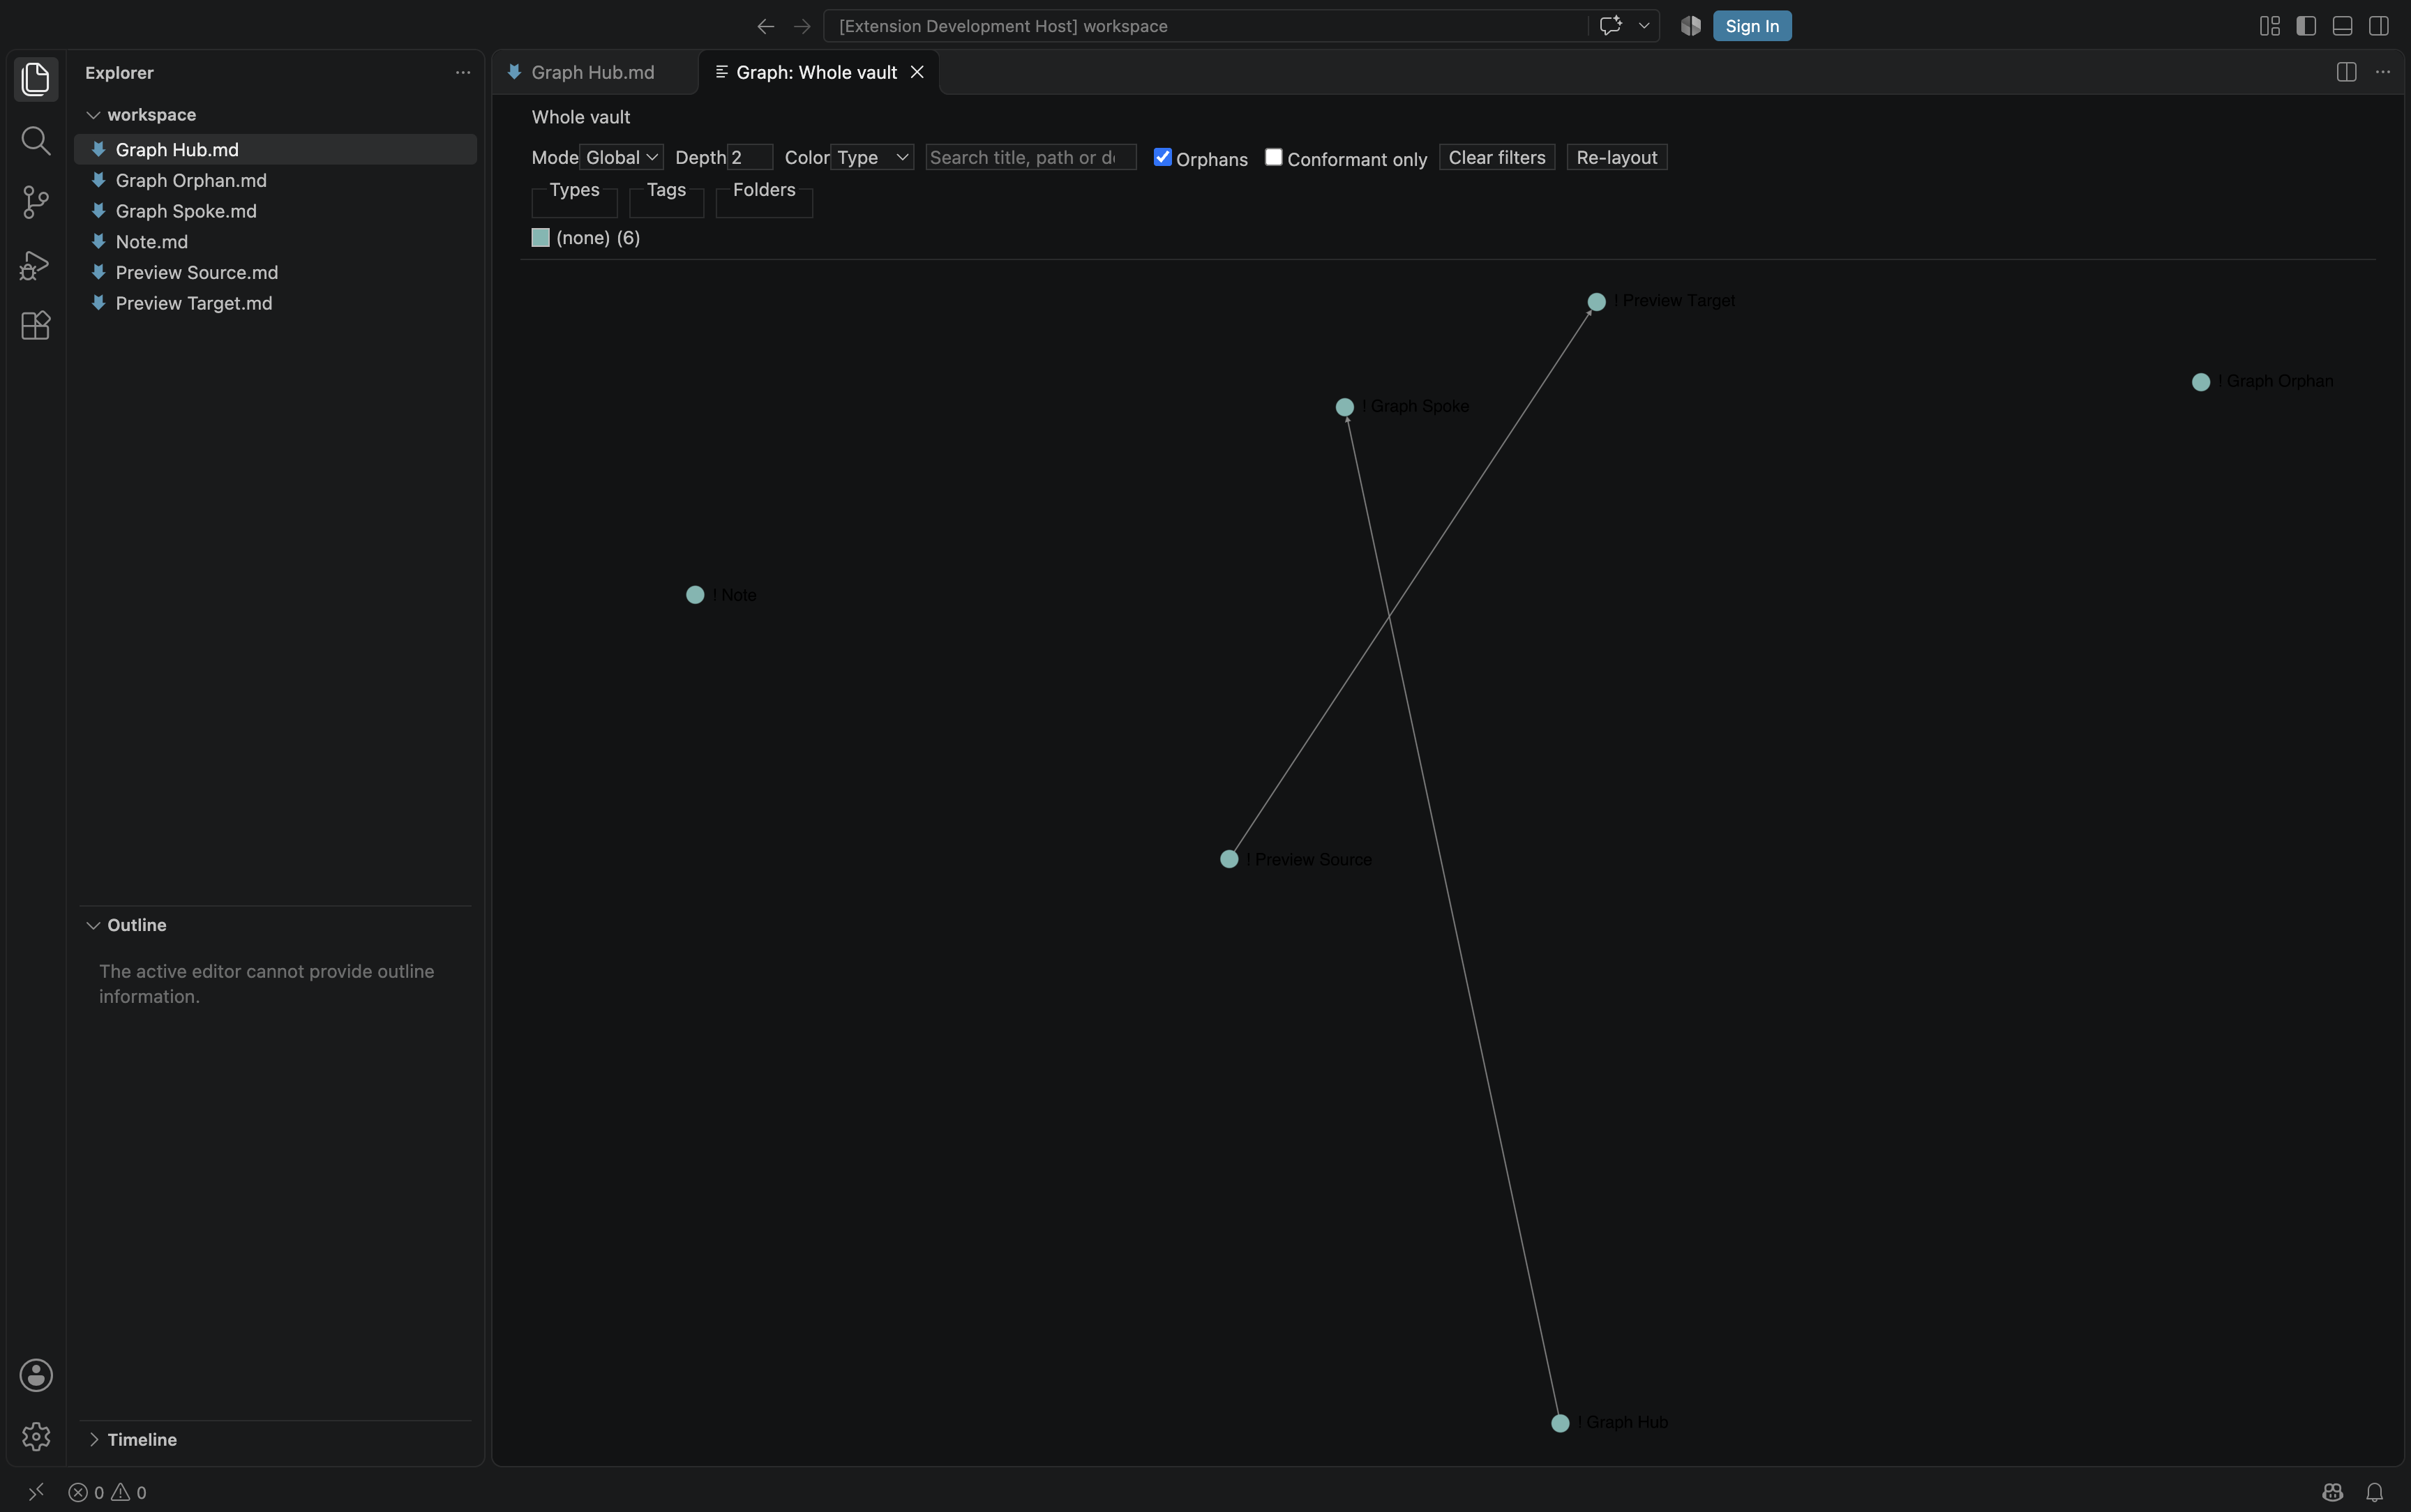 [Extension Development Host] workspace
Sign In
Explorer
Graph Hub.md
Graph: Whole vault
workspace
Graph Hub.md
Graph Orphan.md
Graph Spoke.md
Note.md
Preview Source.md
Preview Target.md
Whole vault
Mode Global Depth 2 Color Type Search title, path or Orphans Conformant only Clear filters Re-layout
Types Tags Folders
(none) (6)
! Preview Target
! Graph Orphan
! Graph Spoke
! Note
! Preview Source
! Graph Hub
Outline
The active editor cannot provide outline
information.
Timeline
0 0